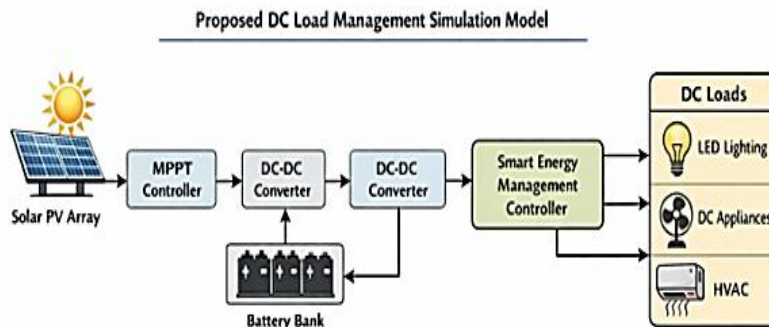 Proposed DC Load Management Simulation Model
Solar PV Array
MPPT
Controller
DC-DC
Converter
DC-DC
Converter
Smart Energy
Management
Controller
Battery Bank
DC Loads
LED Lighting
DC Appliances
HVAC